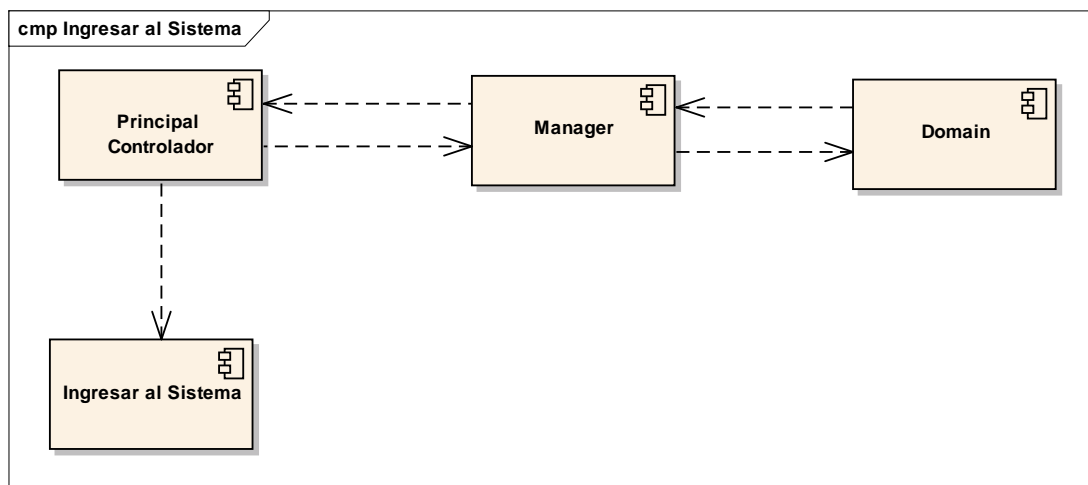 cmp Ingresar al Sistema
Principal
Controlador
Manager
Domain
Ingresar al Sistema